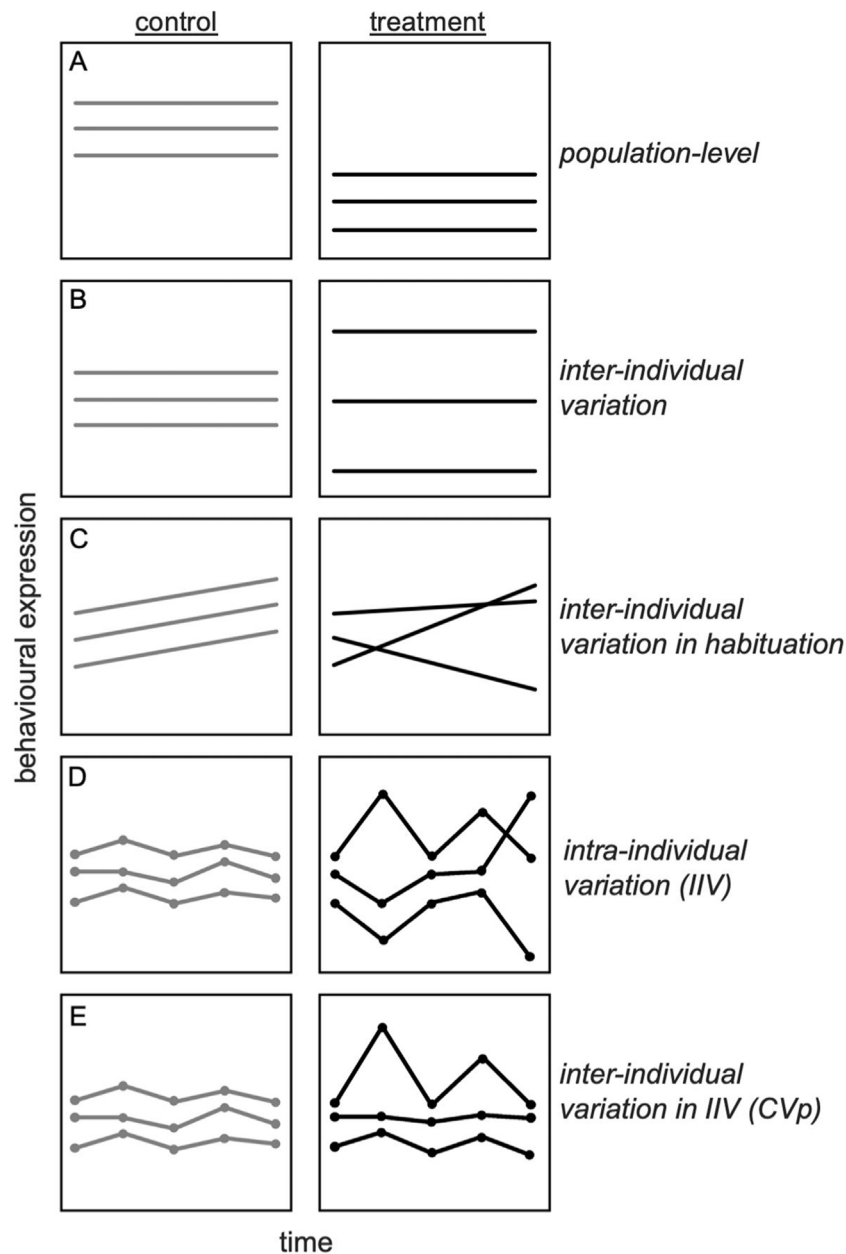 control
treatment
A
population-level
B
inter-individual
variation
C
inter-individual
variation in habituation
behavioural expression
D
intra-individual
variation (IIV)
E
inter-individual
variation in IIV (CVp)
time